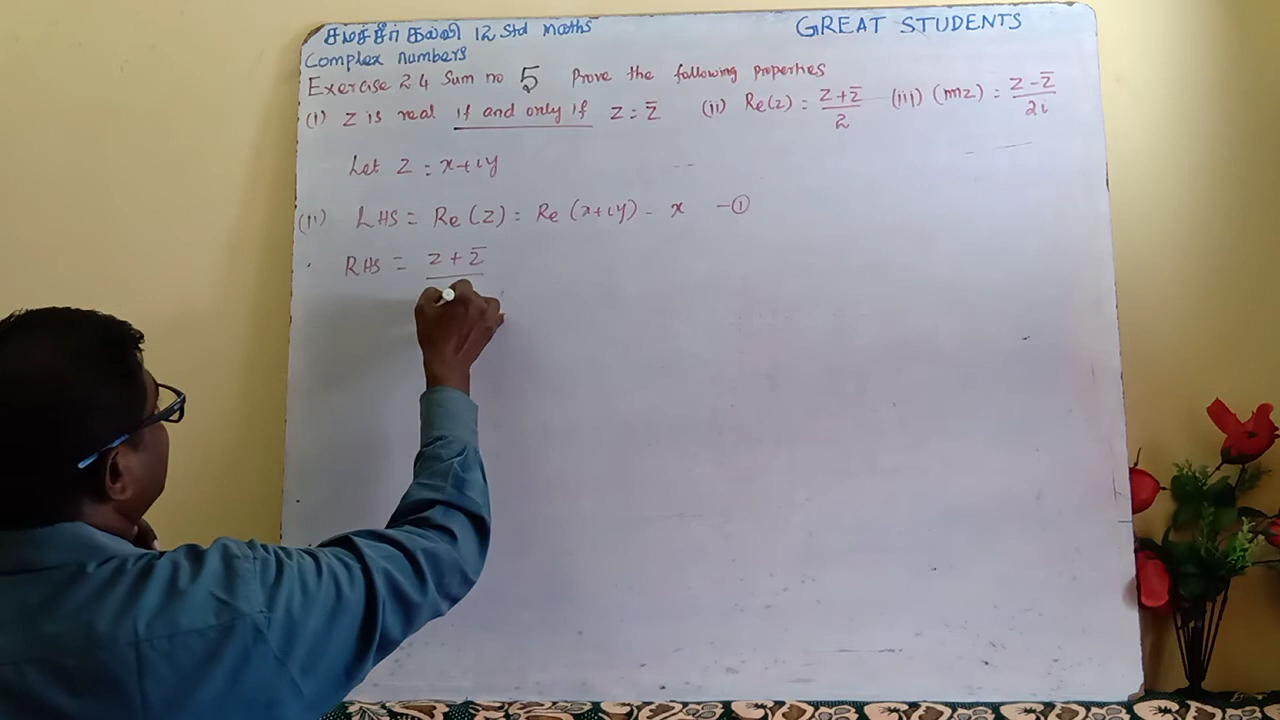 சமச்சீர் கல்வி 12 Std maths GREAT STUDENTS
Complex numbers
Exercise 2 4 Sum no 5 Prove the following properties
(i) Z is real if and only if Z = z̄ (ii) Re(z) = (z + z̄)/2 (iii) (mz) = (z - z̄)/2i
Let Z = x+iy
(ii) LHS = Re(z) = Re(x+iy) - x -①
RHS = z + z̄